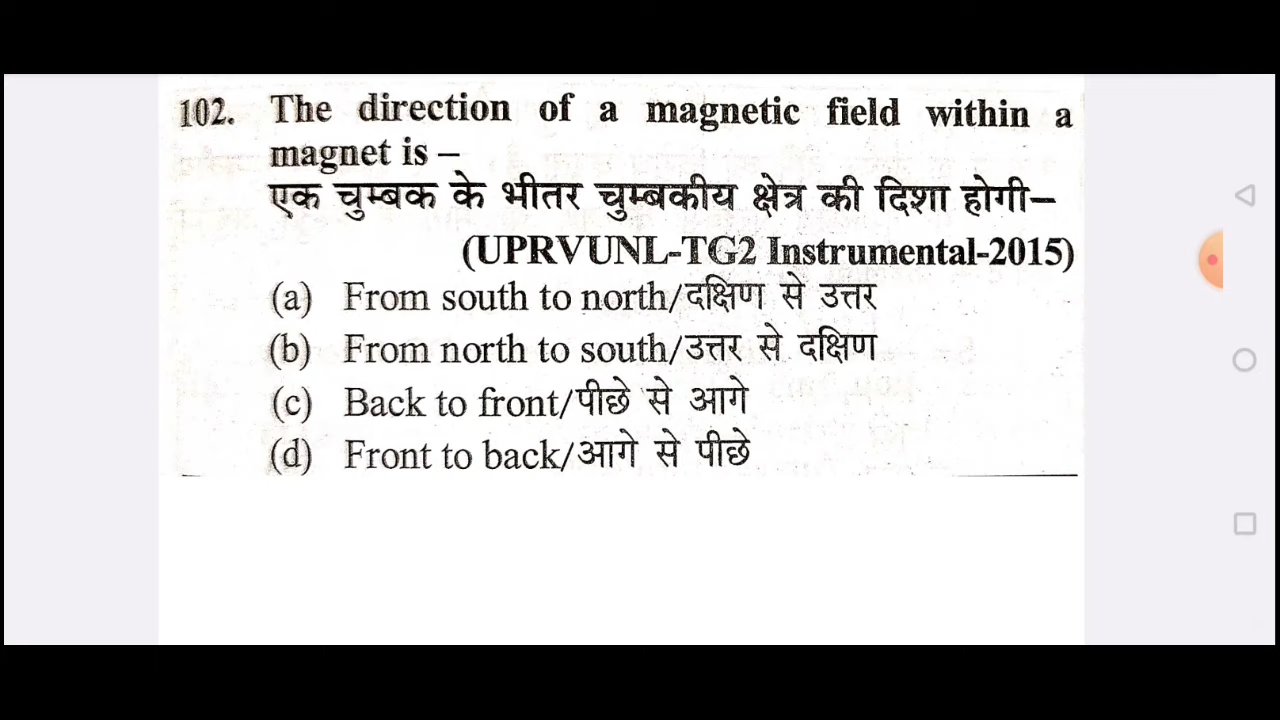 102. The direction of a magnetic field within a
magnet is –
एक चुम्बक के भीतर चुम्बकीय क्षेत्र की दिशा होगी–
(UPRVUNL-TG2 Instrumental-2015)
(a) From south to north/दक्षिण से उत्तर
(b) From north to south/उत्तर से दक्षिण
(c) Back to front/पीछे से आगे
(d) Front to back/आगे से पीछे